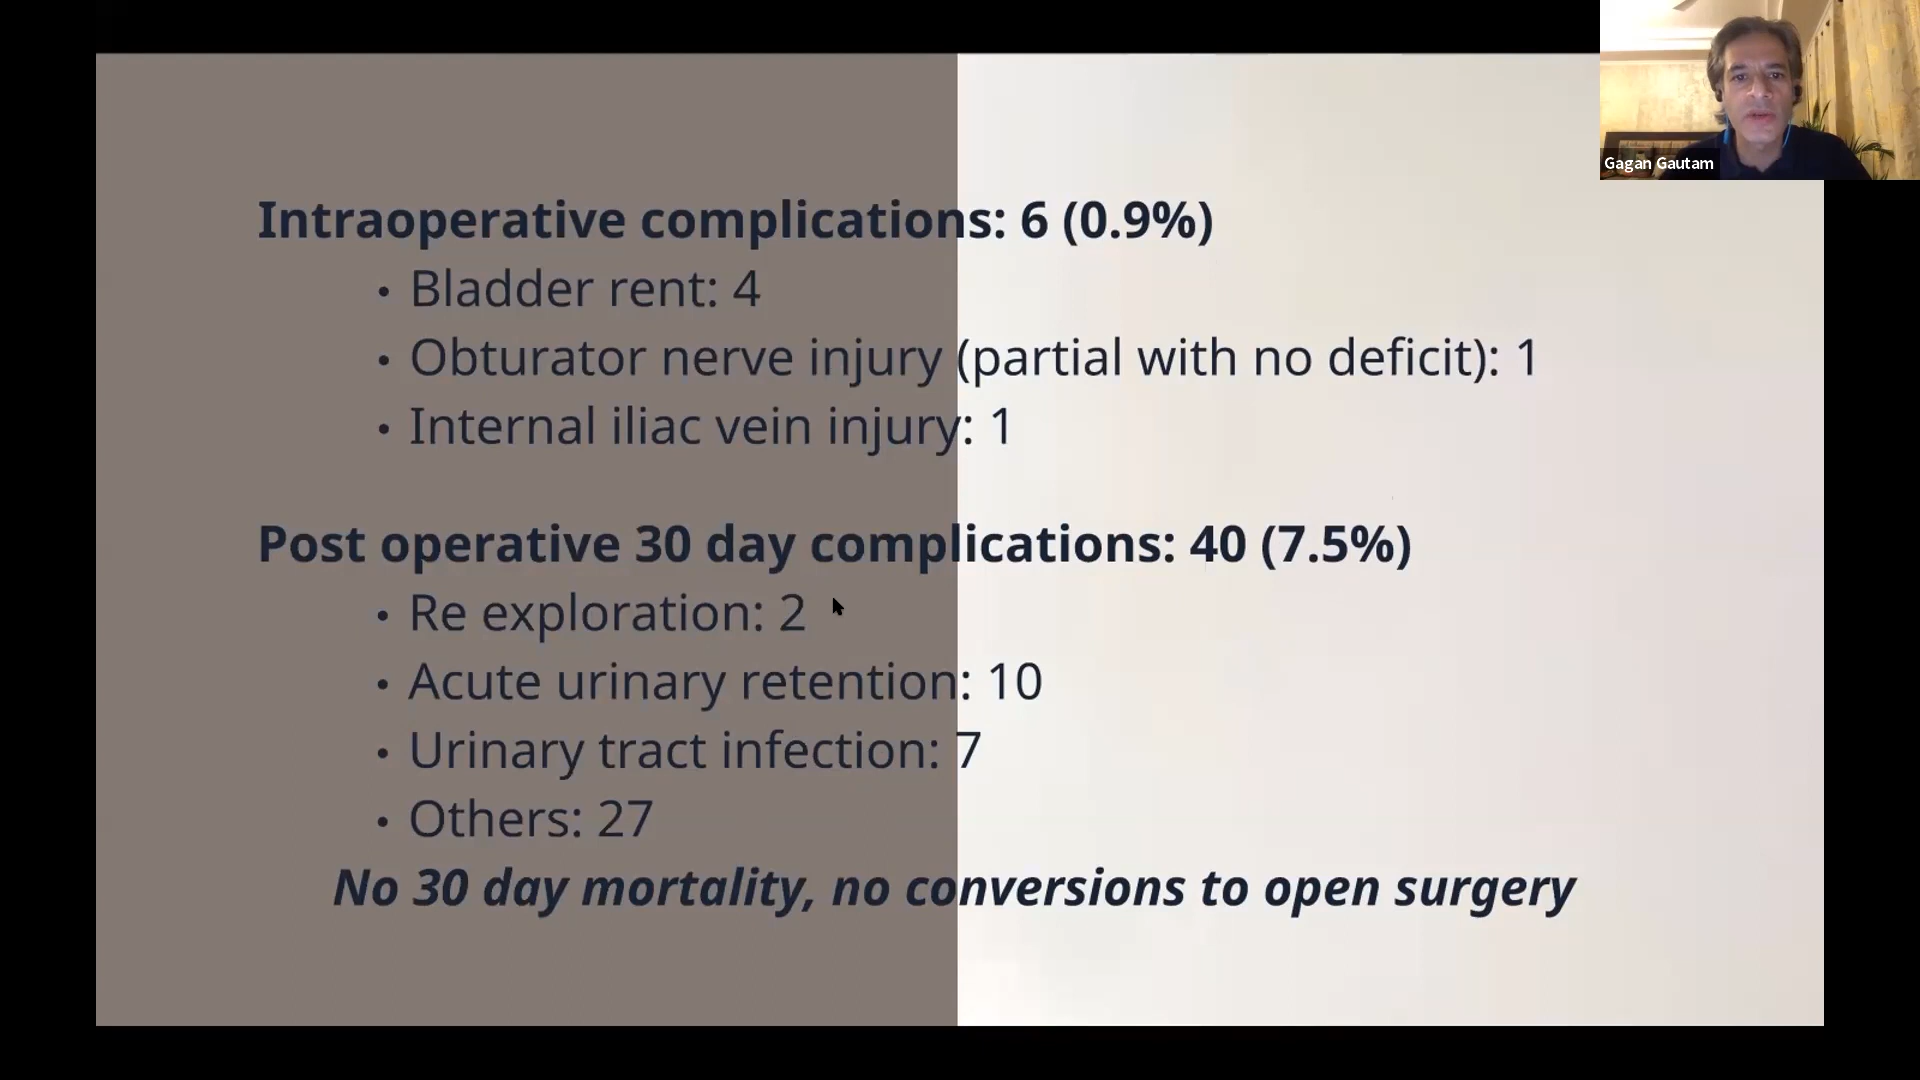 Gagan Gautam
Intraoperative complications: 6 (0.9%)
• Bladder rent: 4
• Obturator nerve injury (partial with no deficit): 1
• Internal iliac vein injury: 1
Post operative 30 day complications: 40 (7.5%)
• Re exploration: 2
• Acute urinary retention: 10
• Urinary tract infection: 7
• Others: 27
No 30 day mortality, no conversions to open surgery